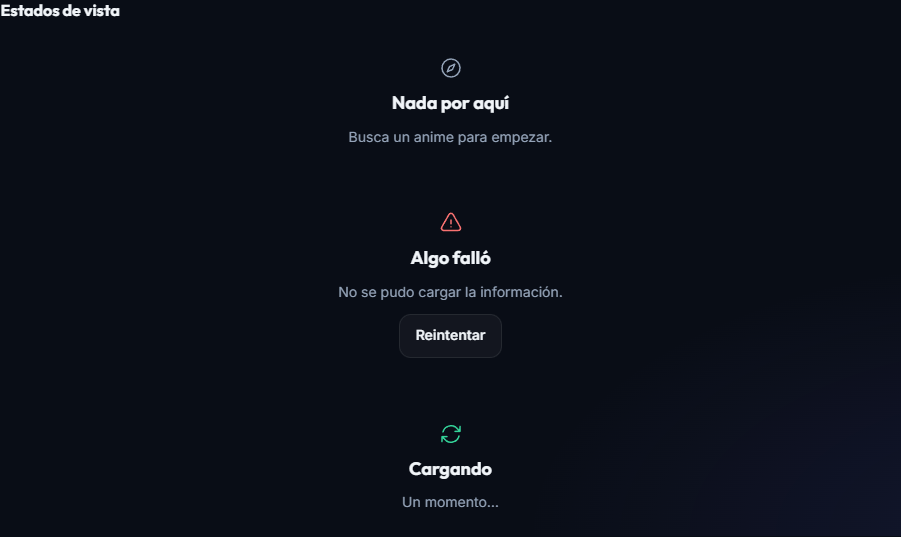 Estados de vista
Nada por aquí
Busca un anime para empezar.
Algo falló
No se pudo cargar la información.
Reintentar
Cargando
Un momento...